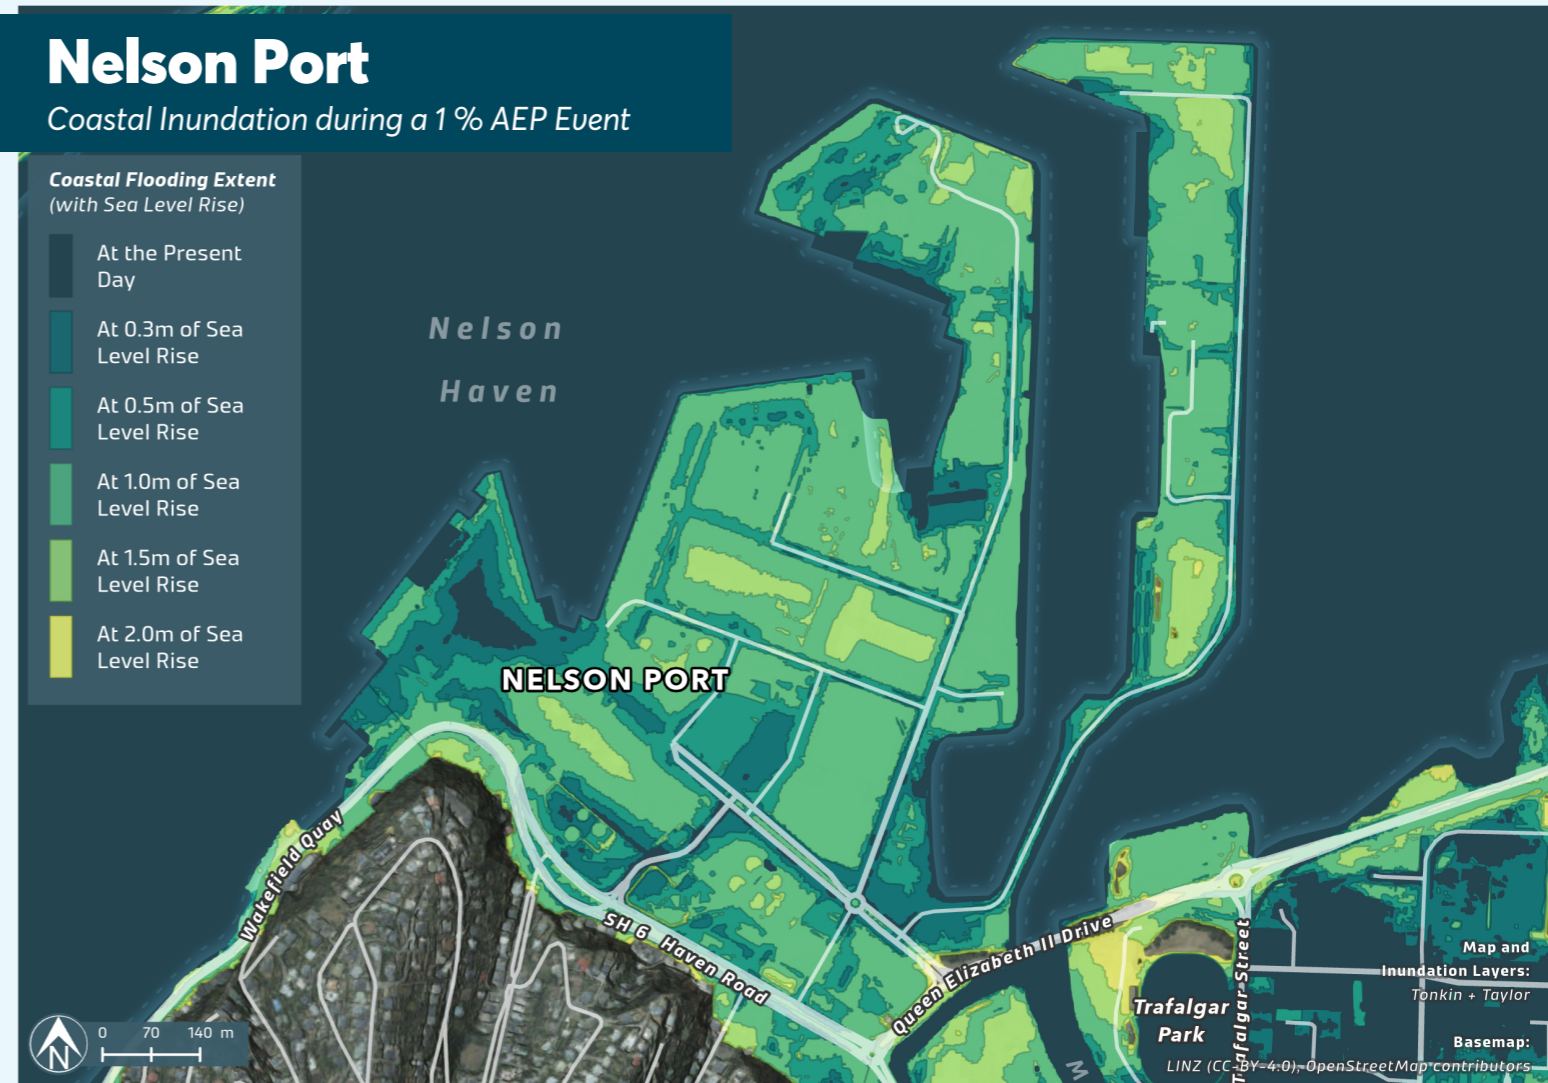 Nelson Port
Coastal Inundation during a 1 % AEP Event
Coastal Flooding Extent
(with Sea Level Rise)
At the Present
Day
At 0.3m of Sea
Level Rise
At 0.5m of Sea
Level Rise
At 1.0m of Sea
Level Rise
At 1.5m of Sea
Level Rise
At 2.0m of Sea
Level Rise
Nelson
Haven
NELSON PORT
Wakefield Quay
SH 6 Haven Road
Queen Elizabeth II Drive
Trafalgar Street
Trafalgar
Park
M
N
0 70 140 m
Map and
Inundation Layers:
Tonkin + Taylor
Basemap:
LINZ (CC-BY-4.0), OpenStreetMap contributors